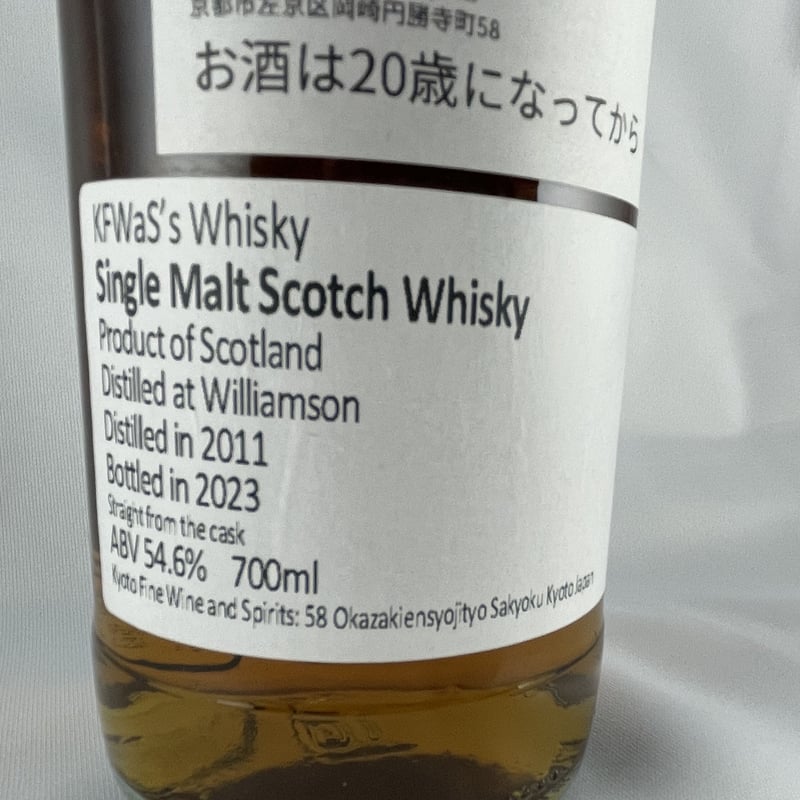 京都市左京区岡崎円勝寺町58
お酒は20歳になってから
KFWaS's Whisky
Single Malt Scotch Whisky
Product of Scotland
Distilled at Williamson
Distilled in 2011
Bottled in 2023
Straight from the cask
ABV 54.6% 700ml
Kyoto Fine Wine and Spirits: 58 Okazakiensyojityo Sakyoku Kyoto Japan